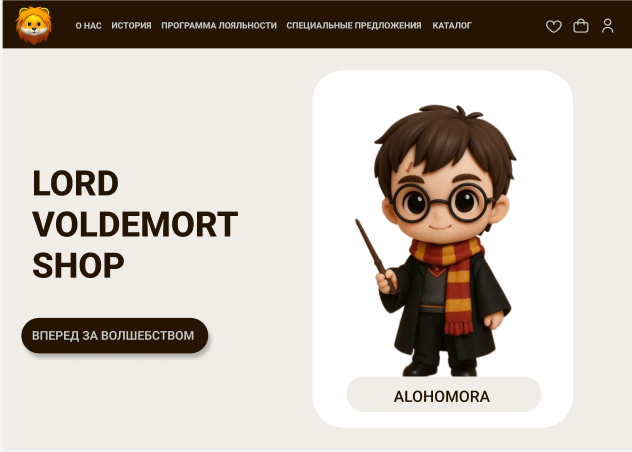 О НАС ИСТОРИЯ ПРОГРАММА ЛОЯЛЬНОСТИ СПЕЦИАЛЬНЫЕ ПРЕДЛОЖЕНИЯ КАТАЛОГ
LORD
VOLDEMORT
SHOP
ВПЕРЕД ЗА ВОЛШЕБСТВОМ
ALOHOMORA